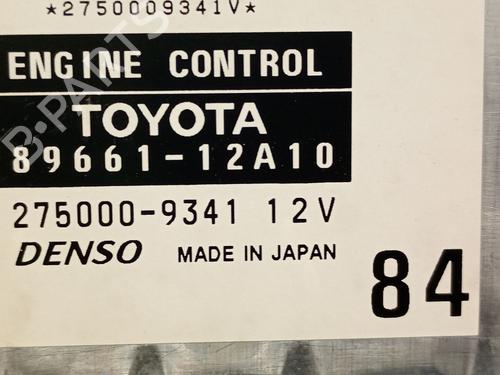 *2750009341V*
ENGINE CONTROL
TOYOTA
89661-12A10
275000-9341 12V
DENSO MADE IN JAPAN
84
B-PARTS